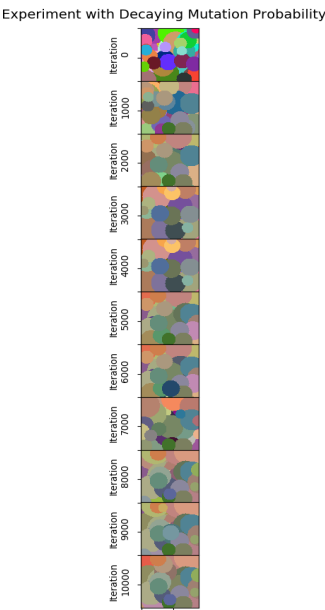 Experiment with Decaying Mutation Probability
Iteration
0
Iteration
1000
Iteration
2000
Iteration
3000
Iteration
4000
Iteration
5000
Iteration
6000
Iteration
7000
Iteration
8000
Iteration
9000
Iteration
10000